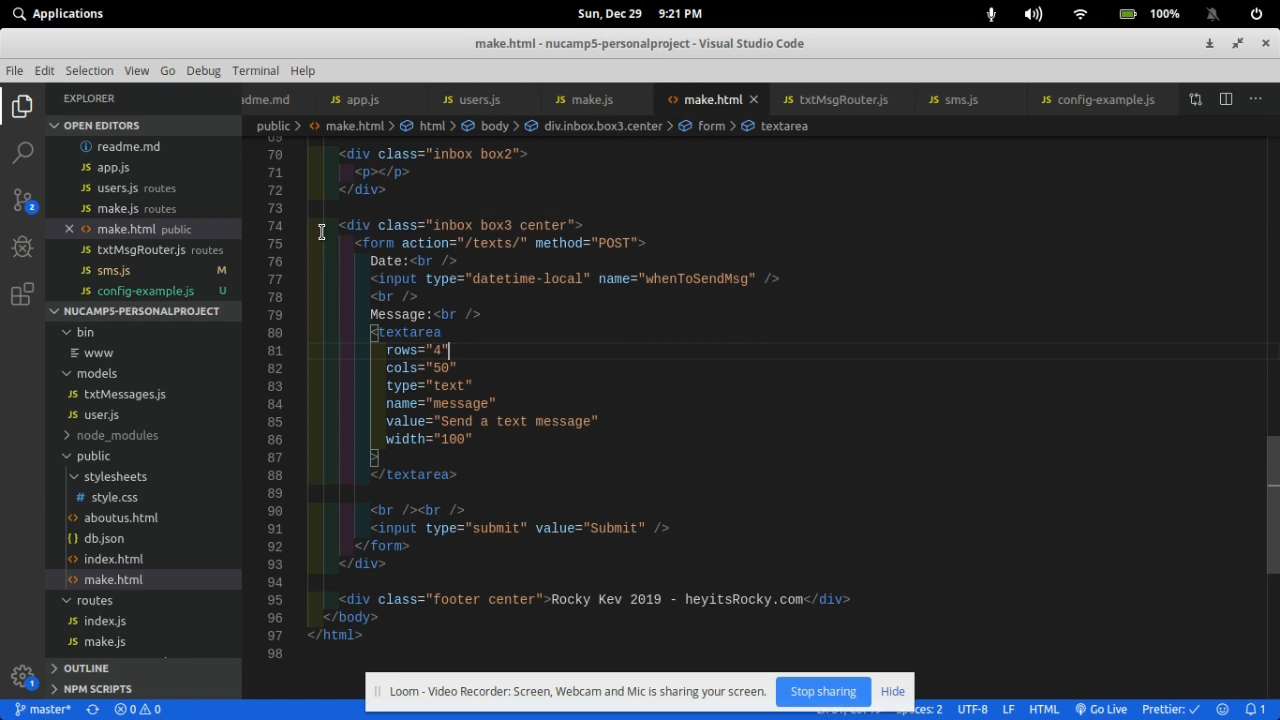 Applications
Sun, Dec 29 9:21 PM
100%
make.html - nucamp5-personalproject - Visual Studio Code
File Edit Selection View Go Debug Terminal Help
EXPLORER
dme.md app.js users.js make.js make.html txtMsgRouter.js sms.js config-example.js
public > make.html > html > body > div.inbox.box3.center > form > textarea
OPEN EDITORS
readme.md
app.js
users.js routes
make.js routes
make.html public
txtMsgRouter.js routes
sms.js M
config-example.js U
NUCAMP5-PERSONALPROJECT
bin
www
models
txtMessages.js
user.js
node_modules
public
stylesheets
style.css
aboutus.html
db.json
index.html
make.html
routes
index.js
make.js
OUTLINE
NPM SCRIPTS
2
1
69
70 <div class="inbox box2">
71 <p></p>
72 </div>
73
74 <div class="inbox box3 center">
75 <form action="/texts/" method="POST">
76 Date:<br />
77 <input type="datetime-local" name="whenToSendMsg" />
78 <br />
79 Message:<br />
80 <textarea
81 rows="4"
82 cols="50"
83 type="text"
84 name="message"
85 value="Send a text message"
86 width="100"
87 >
88 </textarea>
89
90 <br /><br />
91 <input type="submit" value="Submit" />
92 </form>
93 </div>
94
95 <div class="footer center">Rocky Kev 2019 - heyitsRocky.com</div>
96 </body>
97 </html>
98
Loom - Video Recorder: Screen, Webcam and Mic is sharing your screen. Stop sharing Hide
master* 0 0 Spaces: 2 UTF-8 LF HTML Go Live Prettier: ✓ 1